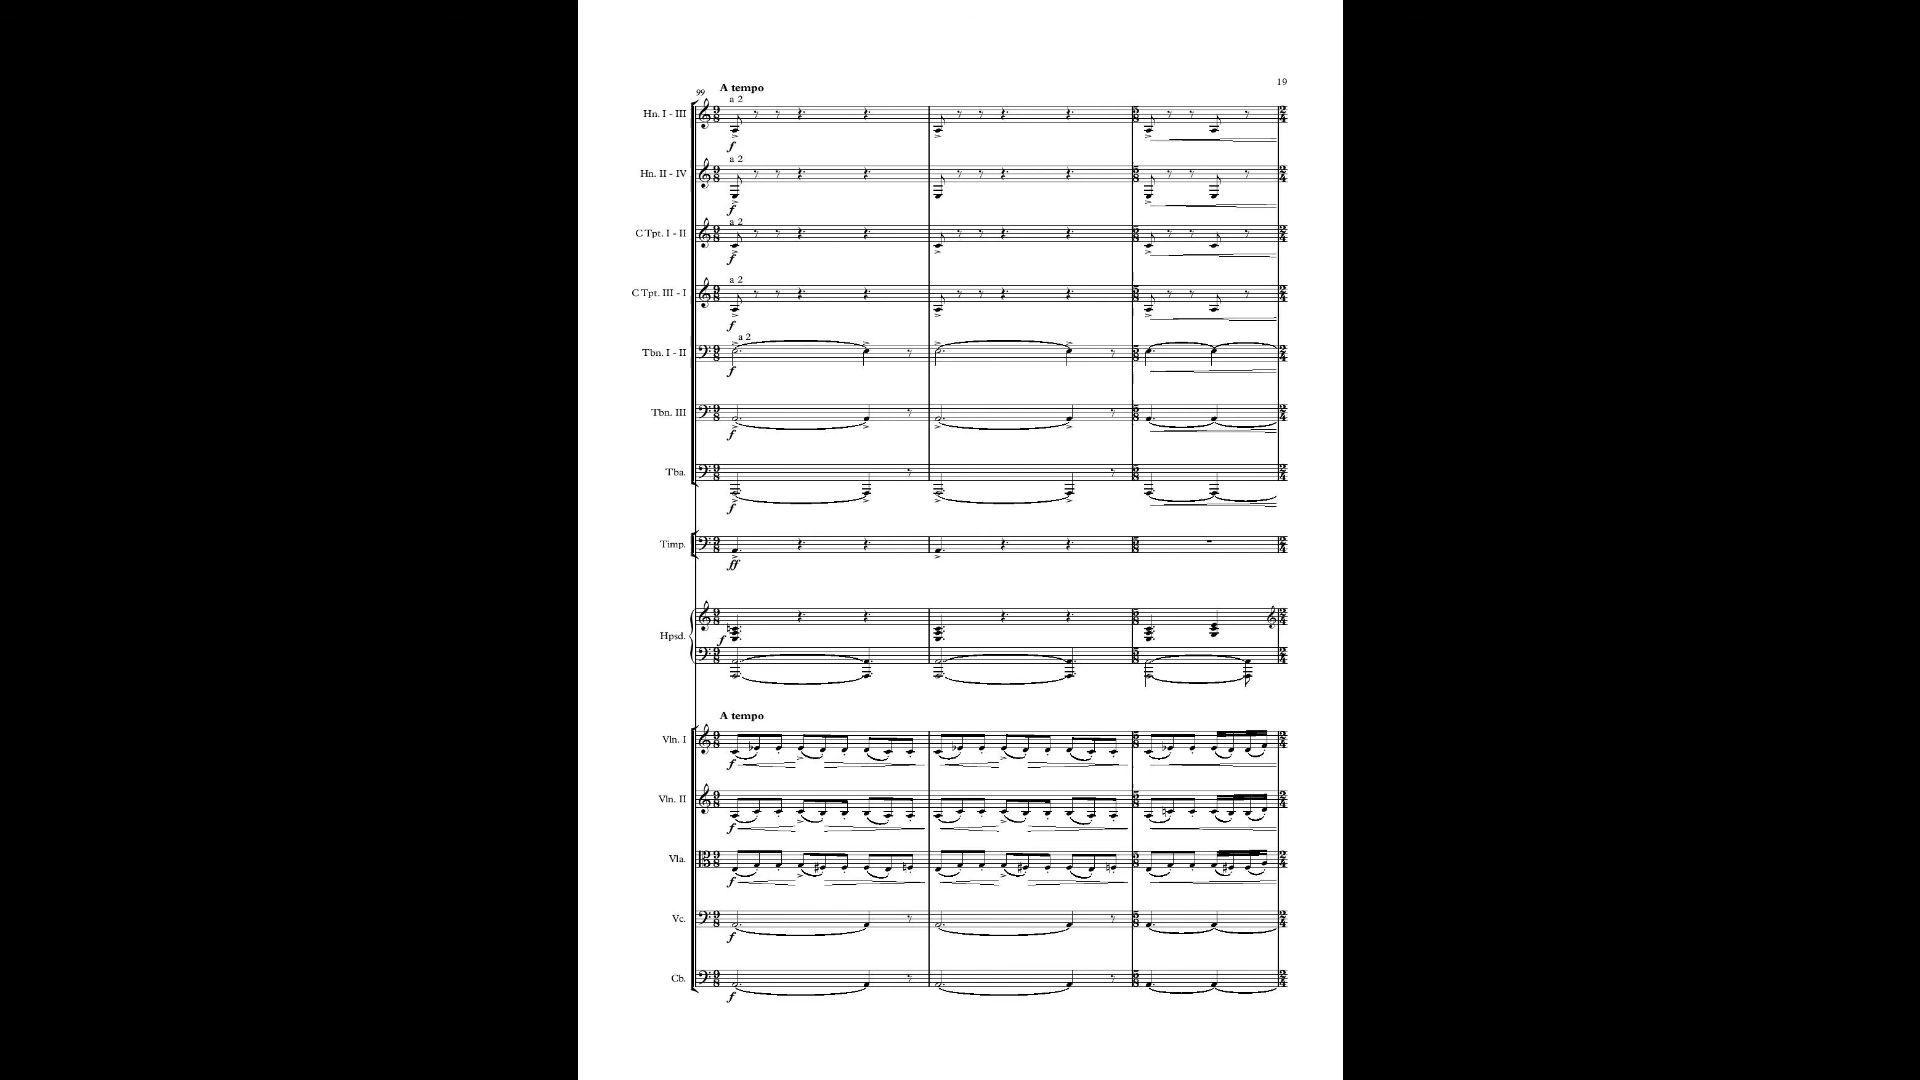 19
99
A tempo
a 2
Hn. I - III
f
a 2
Hn. II - IV
f
a 2
C Tpt. I - II
f
a 2
C Tpt. III - I
f
a 2
Tbn. I - II
f
Tbn. III
f
Tba.
f
Timp.
ff
Hpsd.
f
A tempo
Vln. I
f
Vln. II
f
Vla.
f
Vc.
f
Cb.
f